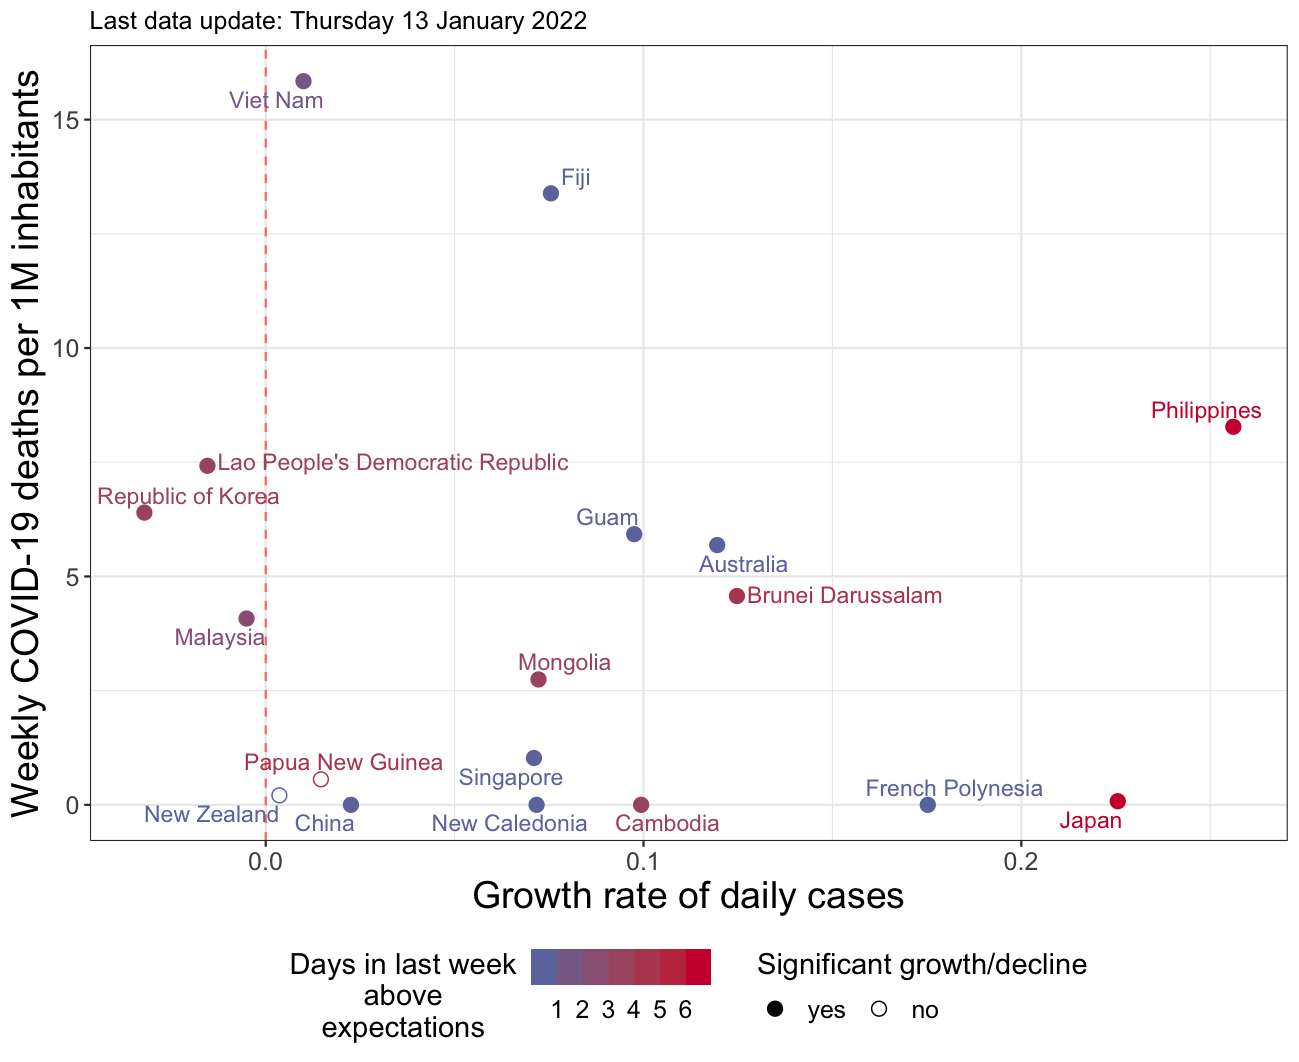 Last data update: Thursday 13 January 2022
Weekly COVID-19 deaths per 1M inhabitants
15
10
5
0
Viet Nam
Fiji
Philippines
Lao People's Democratic Republic
Republic of Korea
Guam
Australia
Brunei Darussalam
Malaysia
Mongolia
Papua New Guinea
Singapore
French Polynesia
New Zealand
China
New Caledonia
Cambodia
Japan
0.0 0.1 0.2
Growth rate of daily cases
Days in last week
above
expectations
1 2 3 4 5 6
Significant growth/decline
yes no